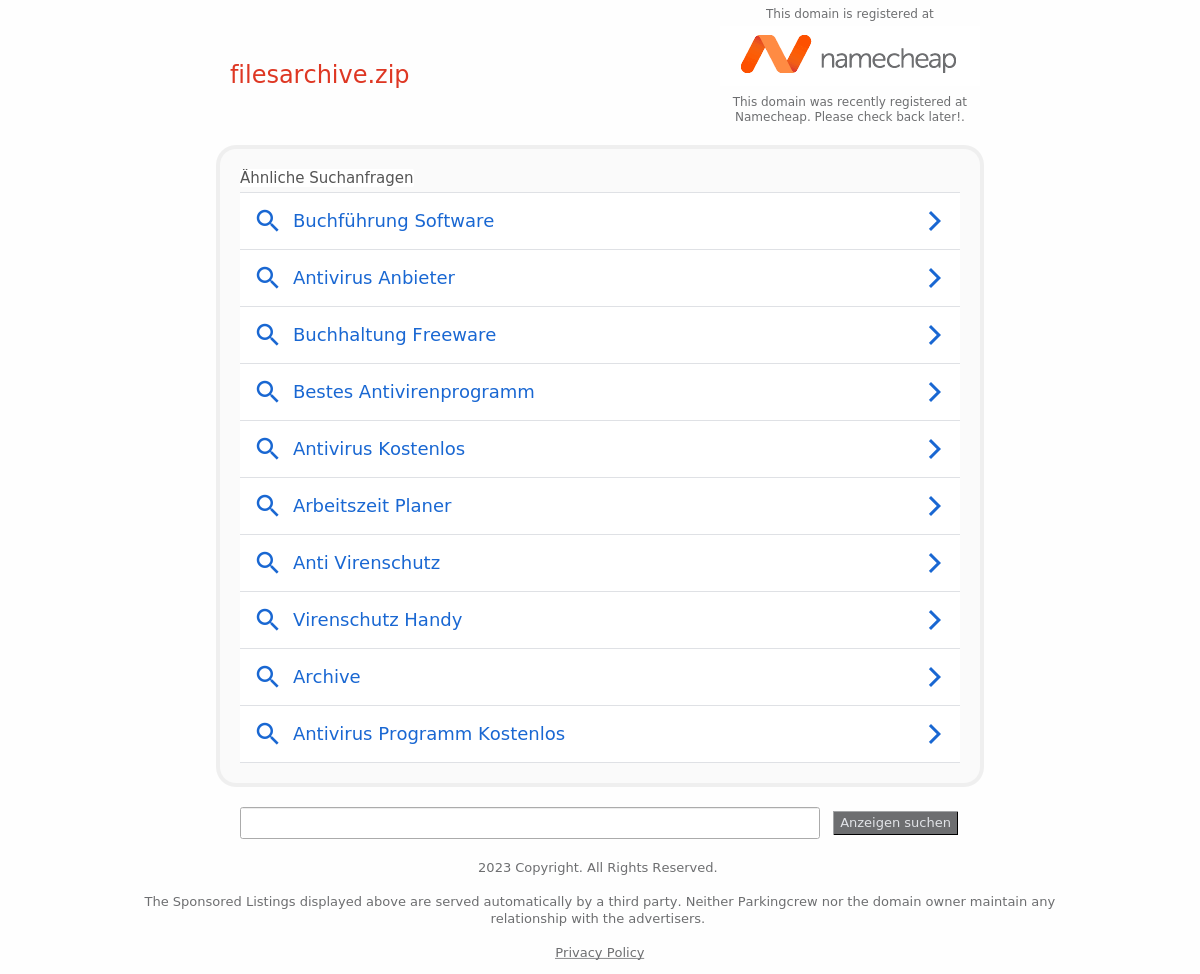 This domain is registered at
namecheap
filesarchive.zip
This domain was recently registered at
Namecheap. Please check back later!.
Ähnliche Suchanfragen
Buchführung Software
Antivirus Anbieter
Buchhaltung Freeware
Bestes Antivirenprogramm
Antivirus Kostenlos
Arbeitszeit Planer
Anti Virenschutz
Virenschutz Handy
Archive
Antivirus Programm Kostenlos
Anzeigen suchen
2023 Copyright. All Rights Reserved.
The Sponsored Listings displayed above are served automatically by a third party. Neither Parkingcrew nor the domain owner maintain any
relationship with the advertisers.
Privacy Policy